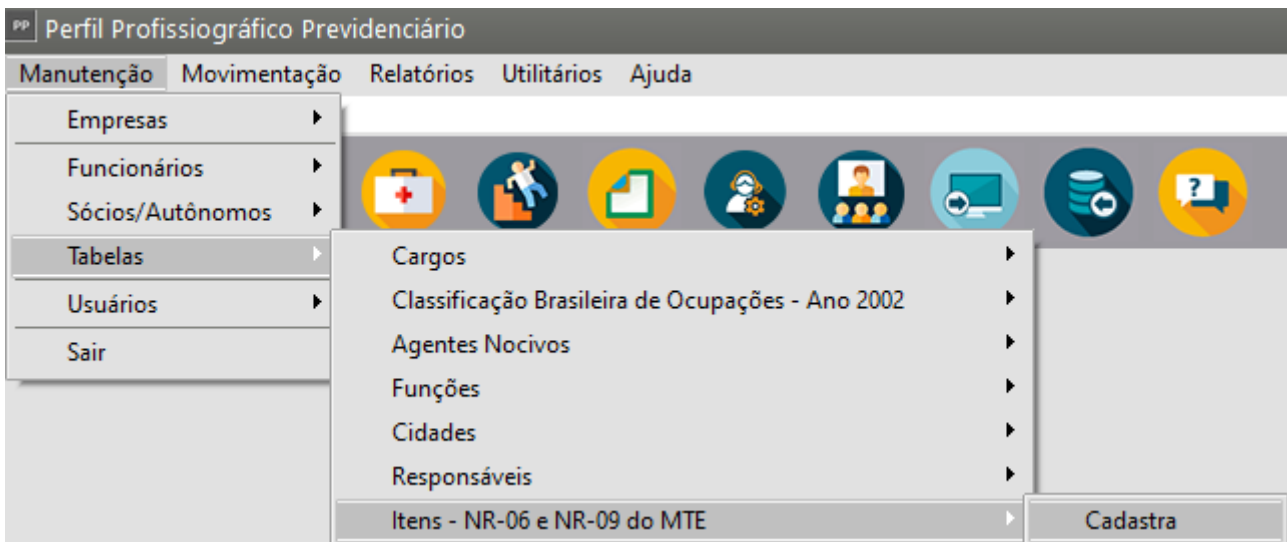 PP Perfil Profissiográfico Previdenciário
Manutenção Movimentação Relatórios Utilitários Ajuda
Empresas
Funcionários
Sócios/Autônomos
Tabelas
Usuários
Sair
?
Cargos
Classificação Brasileira de Ocupações - Ano 2002
Agentes Nocivos
Funções
Cidades
Responsáveis
Itens - NR-06 e NR-09 do MTE
Cadastra